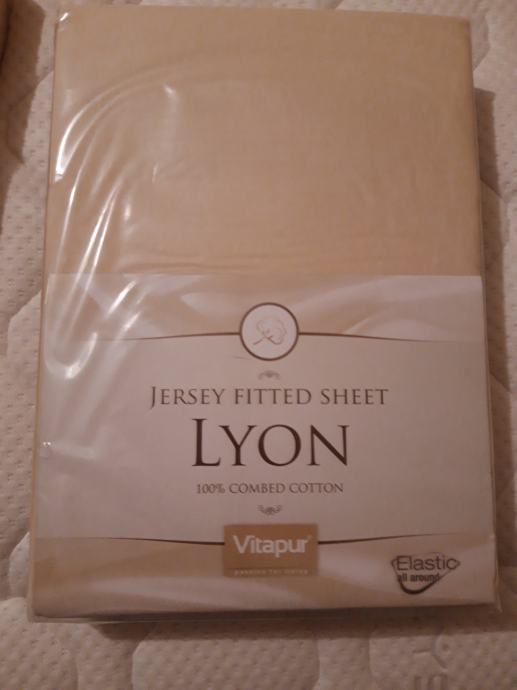 JERSEY FITTED SHEET
LYON
100% COMBED COTTON
Vitapur®
Elastic
all around